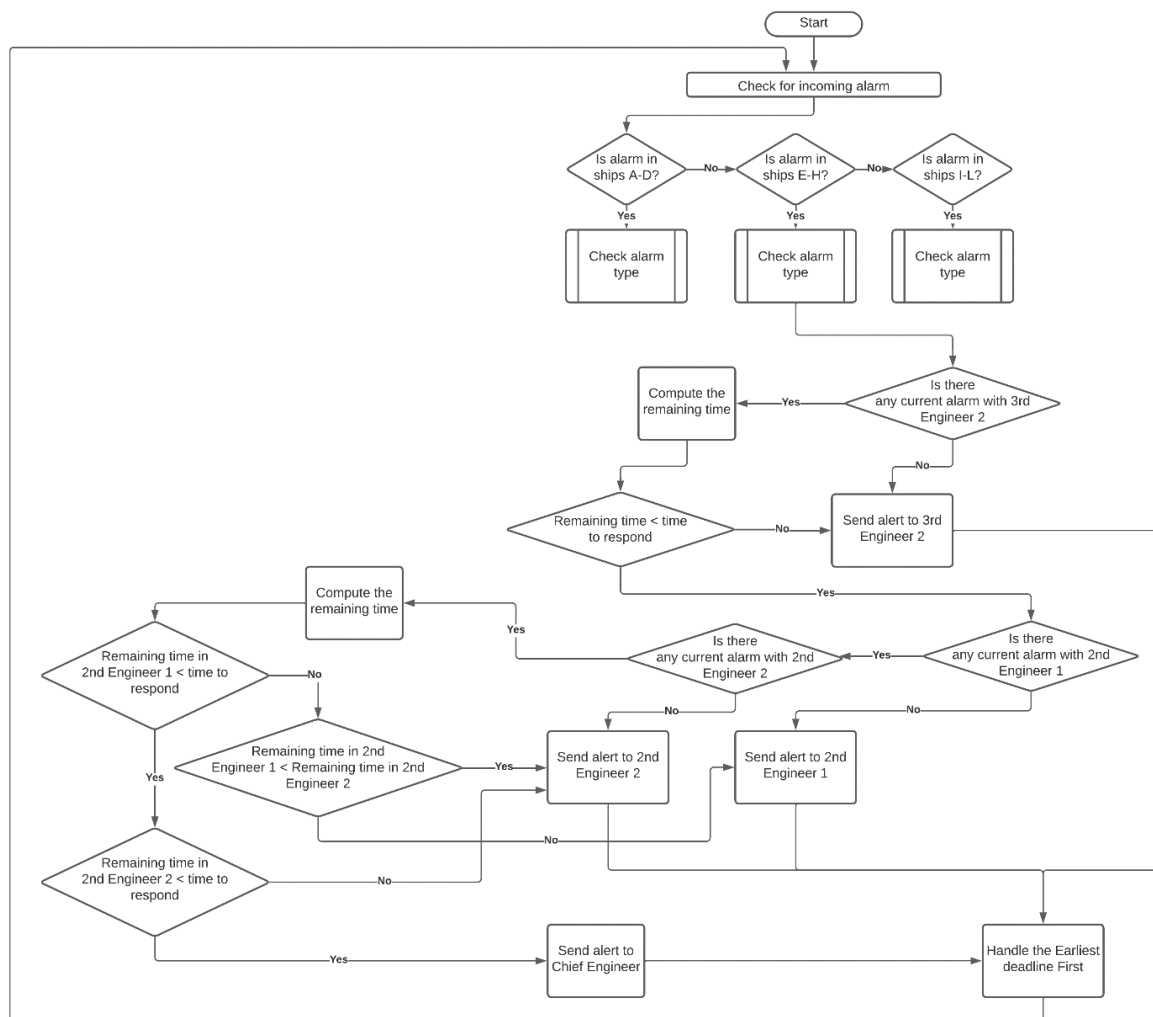 Start
Check for incoming alarm
Is alarm in
ships A-D?
No
Is alarm in
ships E-H?
No
Is alarm in
ships I-L?
Yes
Yes
Yes
Check alarm
type
Check alarm
type
Check alarm
type
Is there
any current alarm with 3rd
Engineer 2
Yes
Compute the
remaining time
No
Remaining time < time
to respond
No
Send alert to 3rd
Engineer 2
Yes
Compute the
remaining time
Yes
Is there
any current alarm with 2nd
Engineer 2
Yes
Is there
any current alarm with 2nd
Engineer 1
Remaining time in
2nd Engineer 1 < time to
respond
No
No
No
Remaining time in 2nd
Engineer 1 < Remaining time in 2nd
Engineer 2
Yes
Send alert to 2nd
Engineer 2
Send alert to 2nd
Engineer 1
Yes
No
Remaining time in
2nd Engineer 2 < time to
respond
No
Yes
Send alert to
Chief Engineer
Handle the Earliest
deadline First